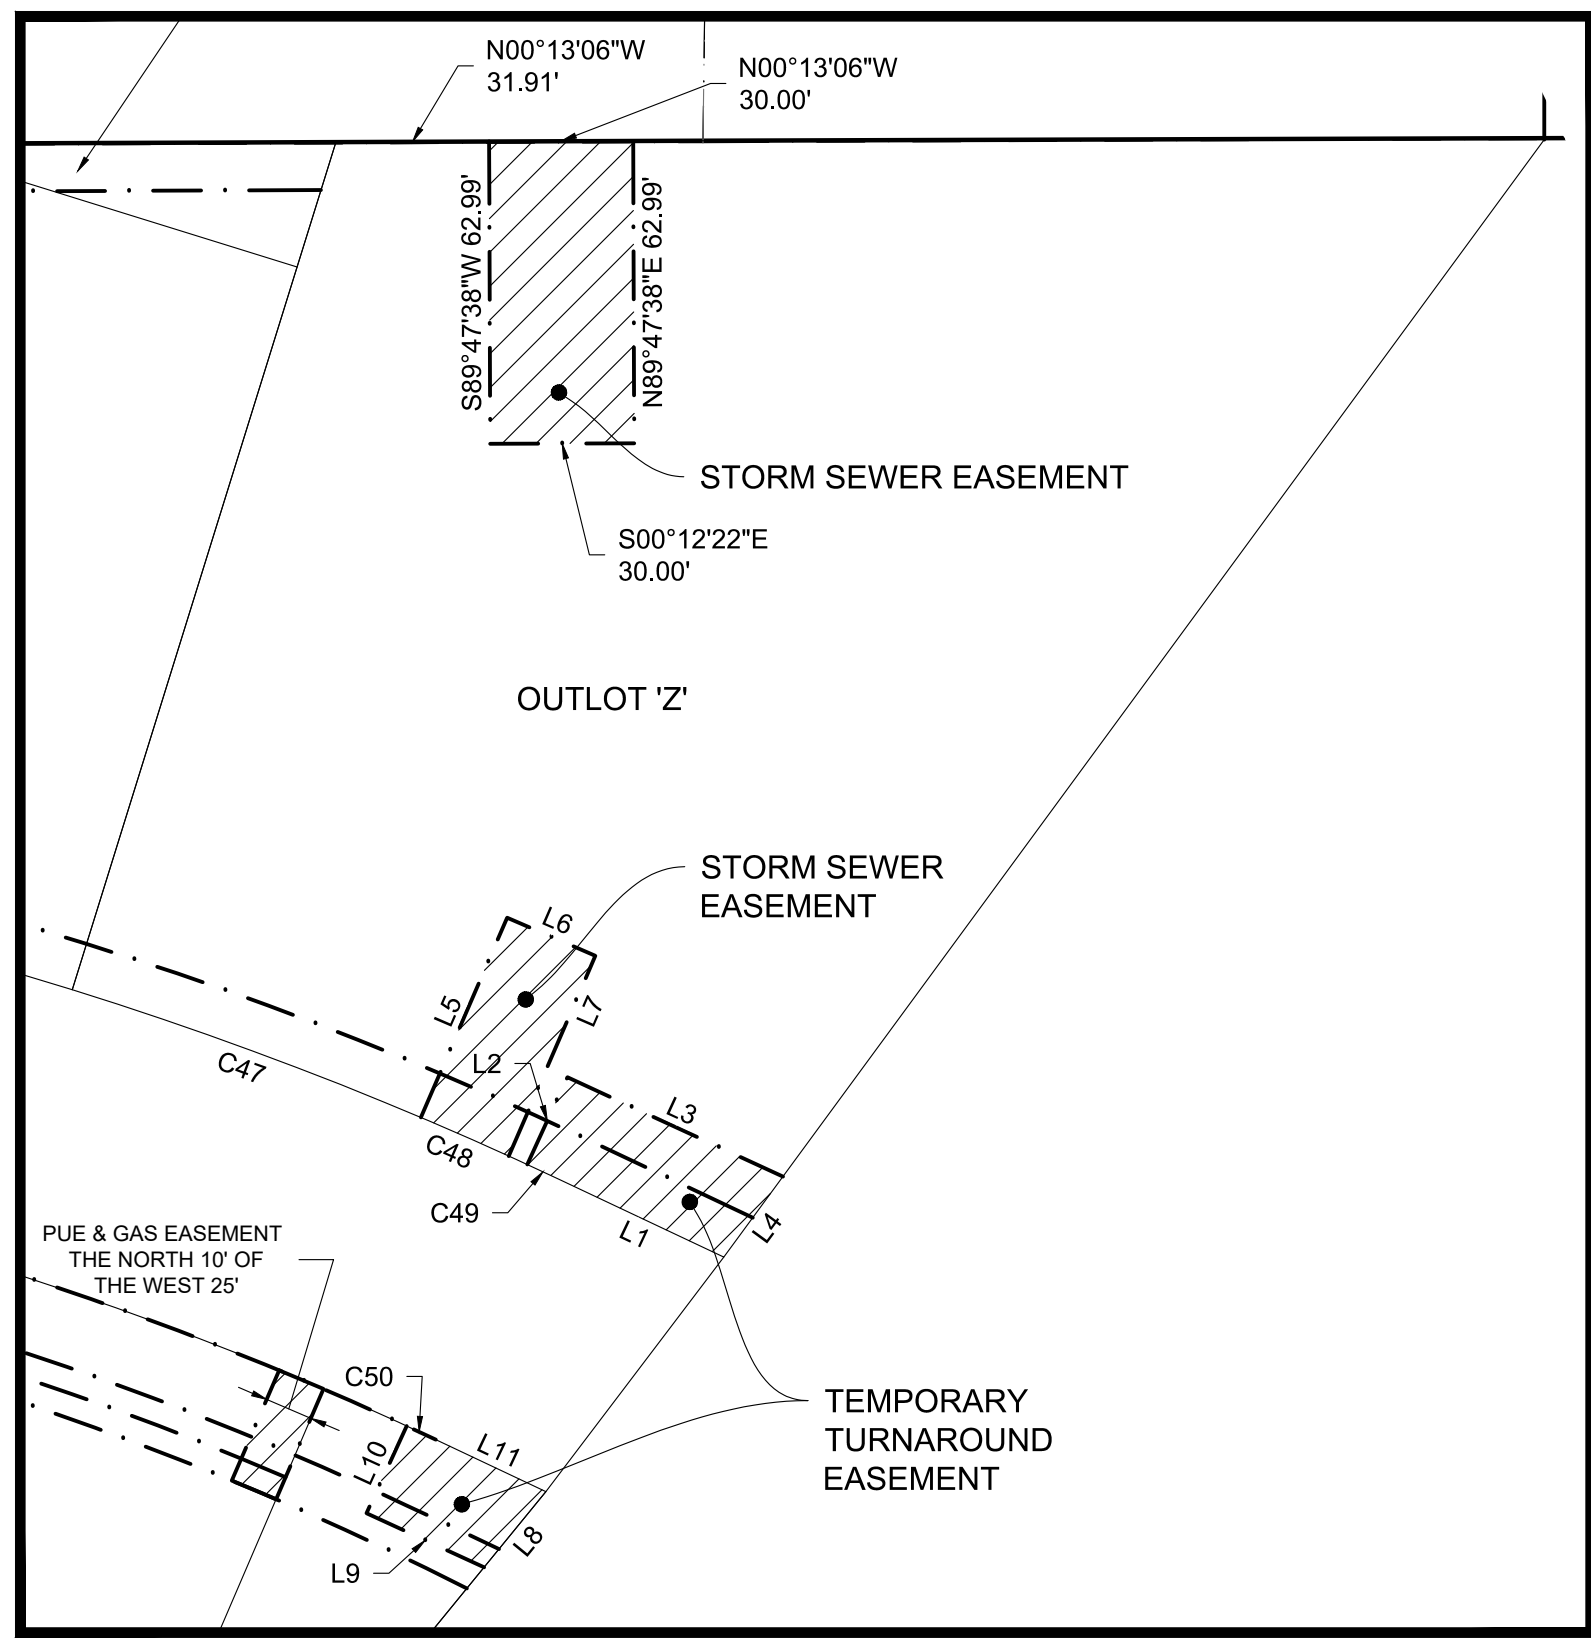 N00°13'06"W
31.91'
N00°13'06"W
30.00'
S89°47'38"W 62.99'
N89°47'38"E 62.99'
STORM SEWER EASEMENT
S00°12'22"E
30.00'
OUTLOT 'Z'
STORM SEWER
EASEMENT
L6
L5
L7
L2
C47
L3
C48
C49
L1
L4
PUE & GAS EASEMENT
THE NORTH 10' OF
THE WEST 25'
C50
L11
L10
TEMPORARY
TURNAROUND
EASEMENT
L8
L9